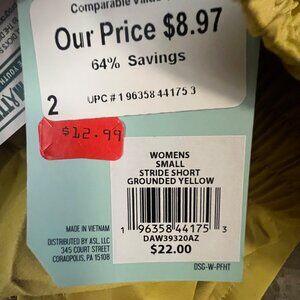 Comparable Value
Our Price $8.97
64% Savings
2
UPC # 1 96358 44175 3
$12.99
WOMENS
SMALL
STRIDE SHORT
GROUNDED YELLOW
1 96358 44175 3
DAW39320AZ
$22.00
MADE IN VIETNAM
DISTRIBUTED BY ASL, LLC
345 COURT STREET
CORAOPOLIS, PA 15108
DSG-W-PFHT